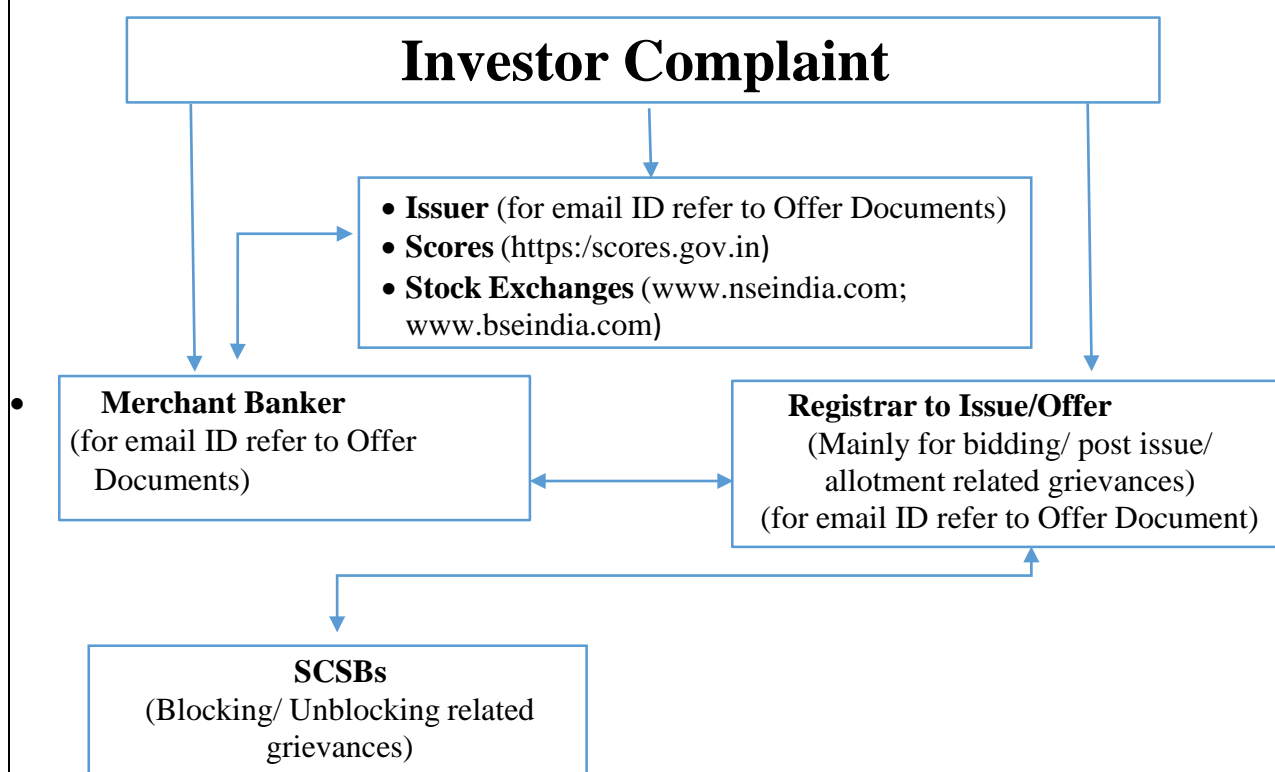 Investor Complaint
• Issuer (for email ID refer to Offer Documents)
• Scores (https:/scores.gov.in)
• Stock Exchanges (www.nseindia.com;
www.bseindia.com)
• Merchant Banker
(for email ID refer to Offer
Documents)
Registrar to Issue/Offer
(Mainly for bidding/ post issue/
allotment related grievances)
(for email ID refer to Offer Document)
SCSBs
(Blocking/ Unblocking related
grievances)